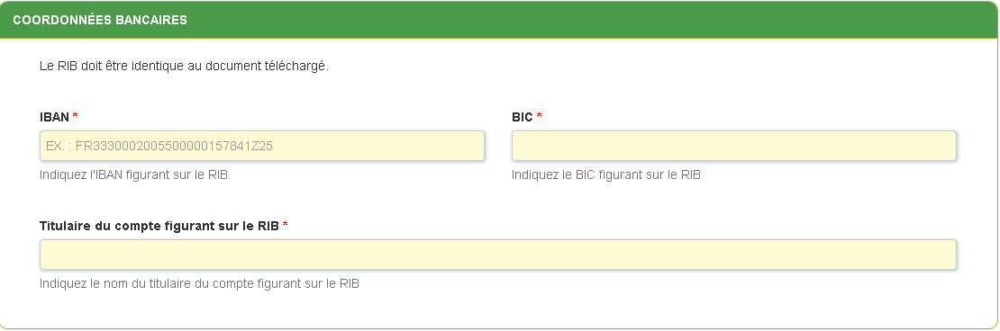 COORDONNÉES BANCAIRES
Le RIB doit être identique au document téléchargé.
IBAN *
BIC *
EX. : FR3330002005500000157841Z25
Indiquez l'IBAN figurant sur le RIB
Indiquez le BIC figurant sur le RIB
Titulaire du compte figurant sur le RIB *
Indiquez le nom du titulaire du compte figurant sur le RIB